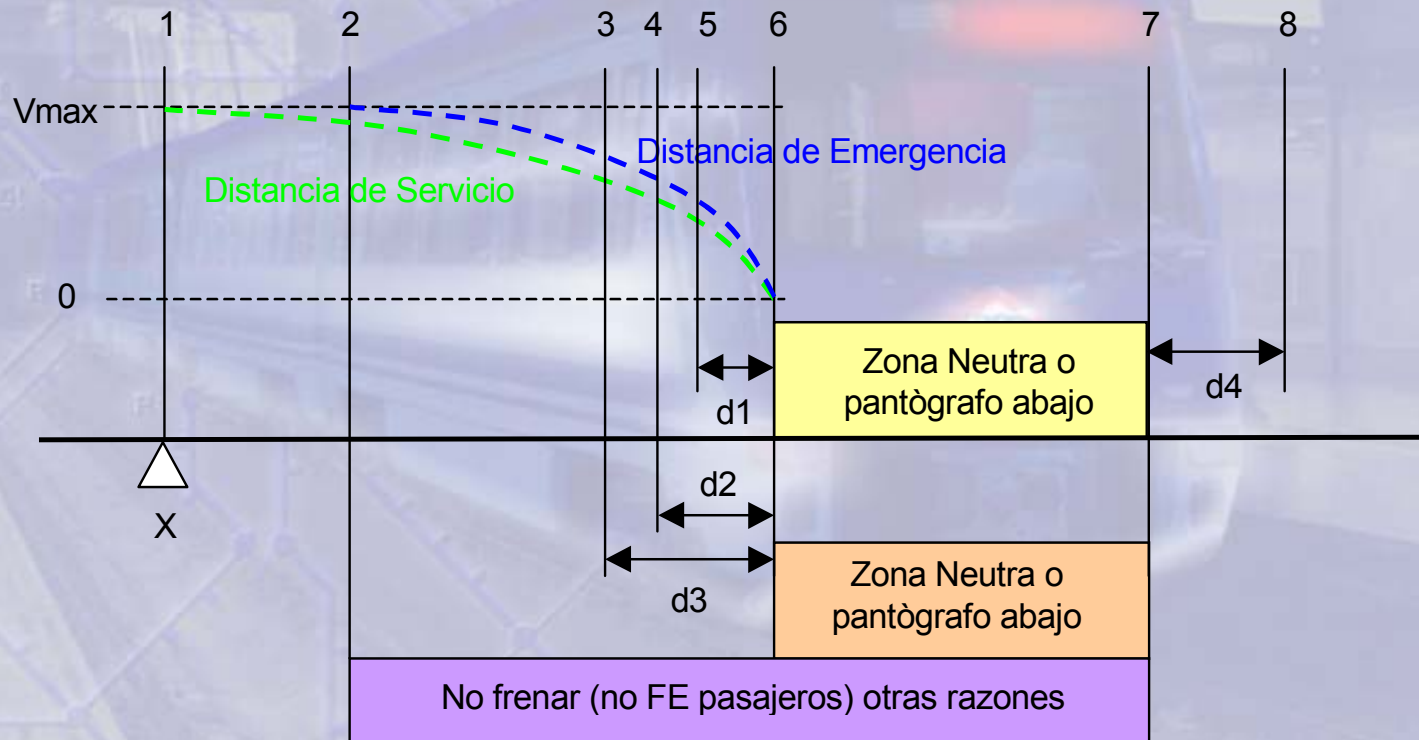 1 2 3 4 5 6 7 8
Vmax
Distancia de Emergencia
Distancia de Servicio
0
Zona Neutra o
pantògrafo abajo
d1
d4
d2
X
d3
Zona Neutra o
pantògrafo abajo
No frenar (no FE pasajeros) otras razones